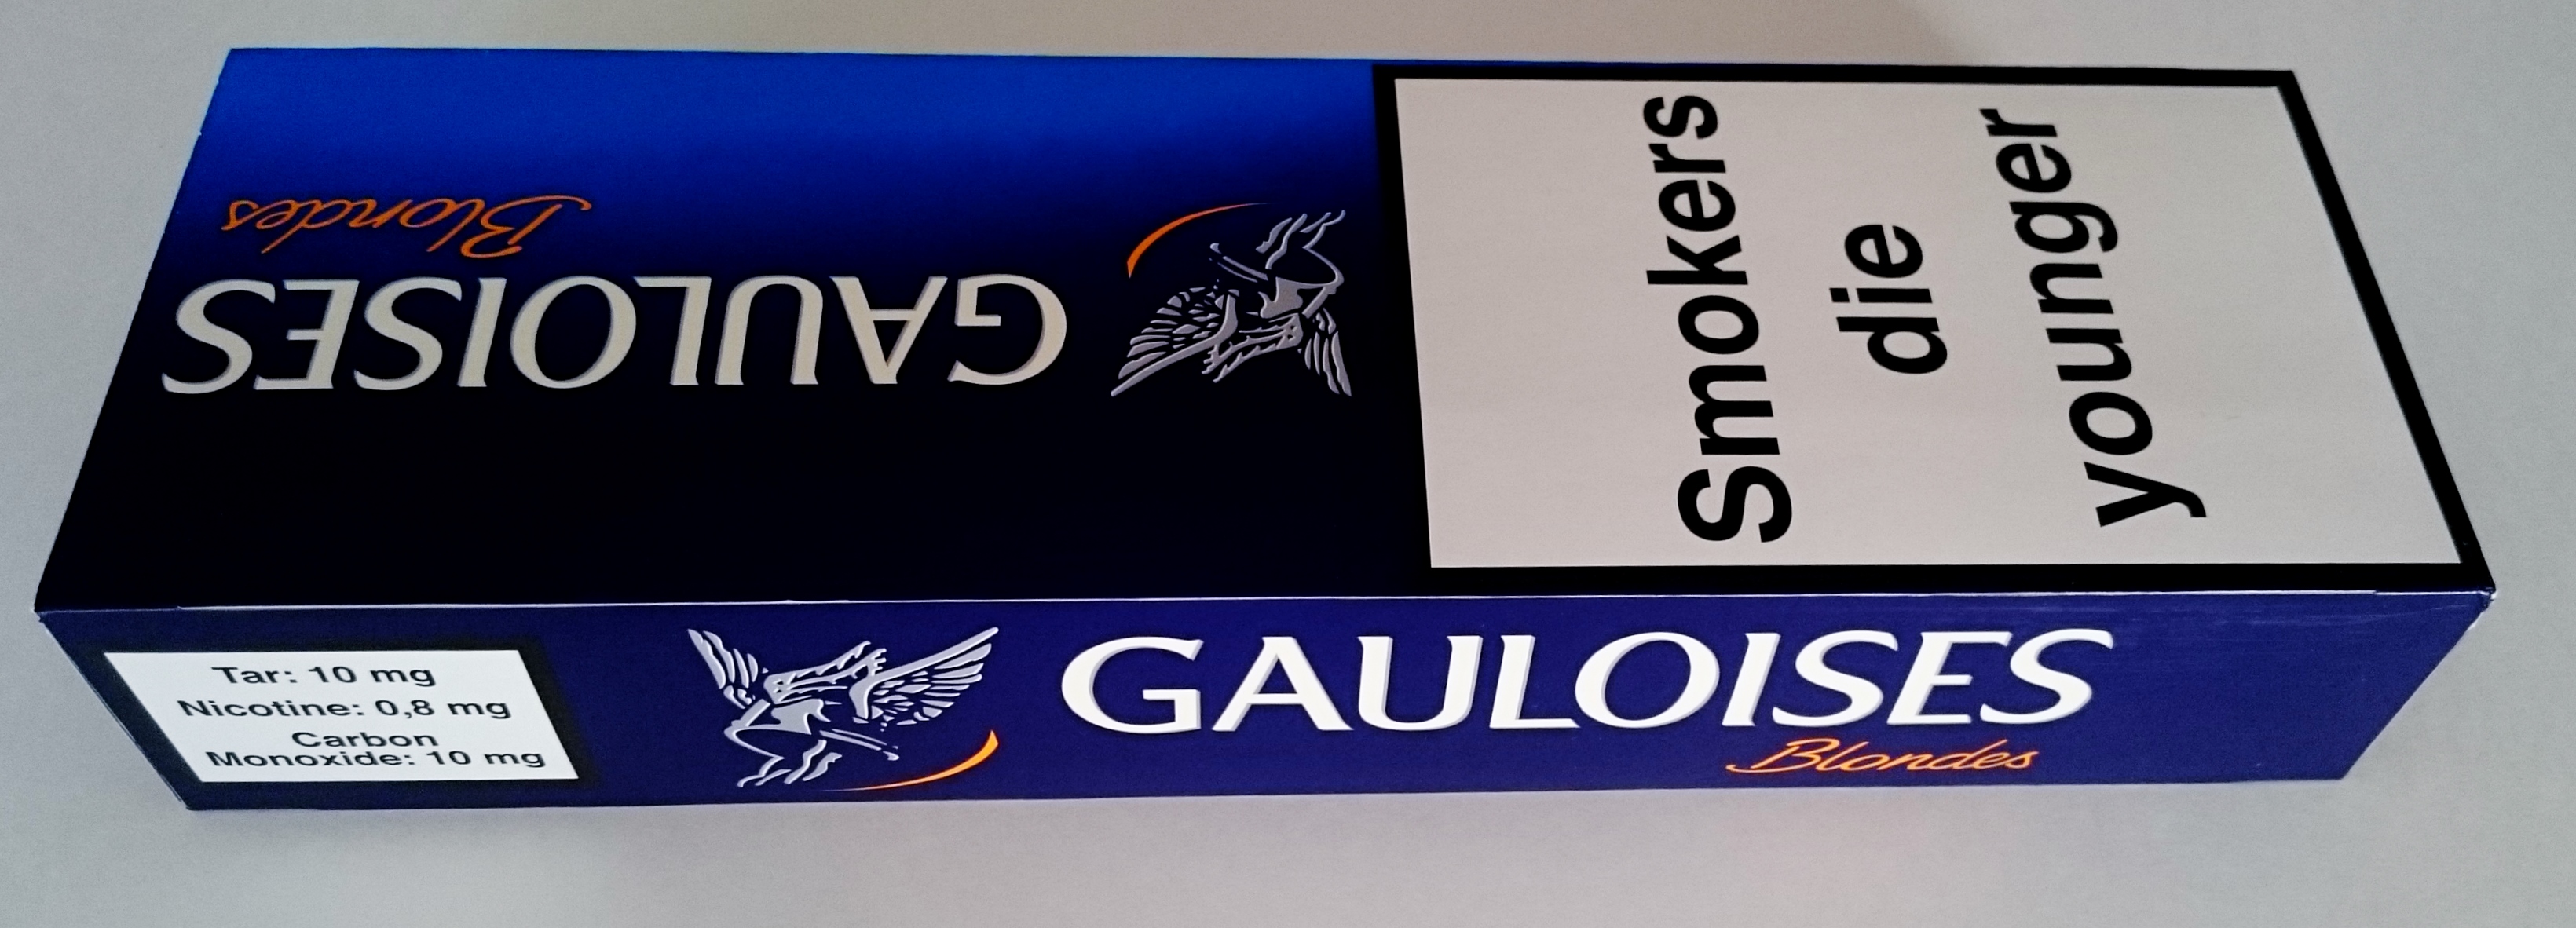 Blondes
GAULOISES
Smokers
die
younger
Tar: 10 mg
Nicotine: 0,8 mg
Carbon
Monoxide: 10 mg
GAULOISES
Blondes